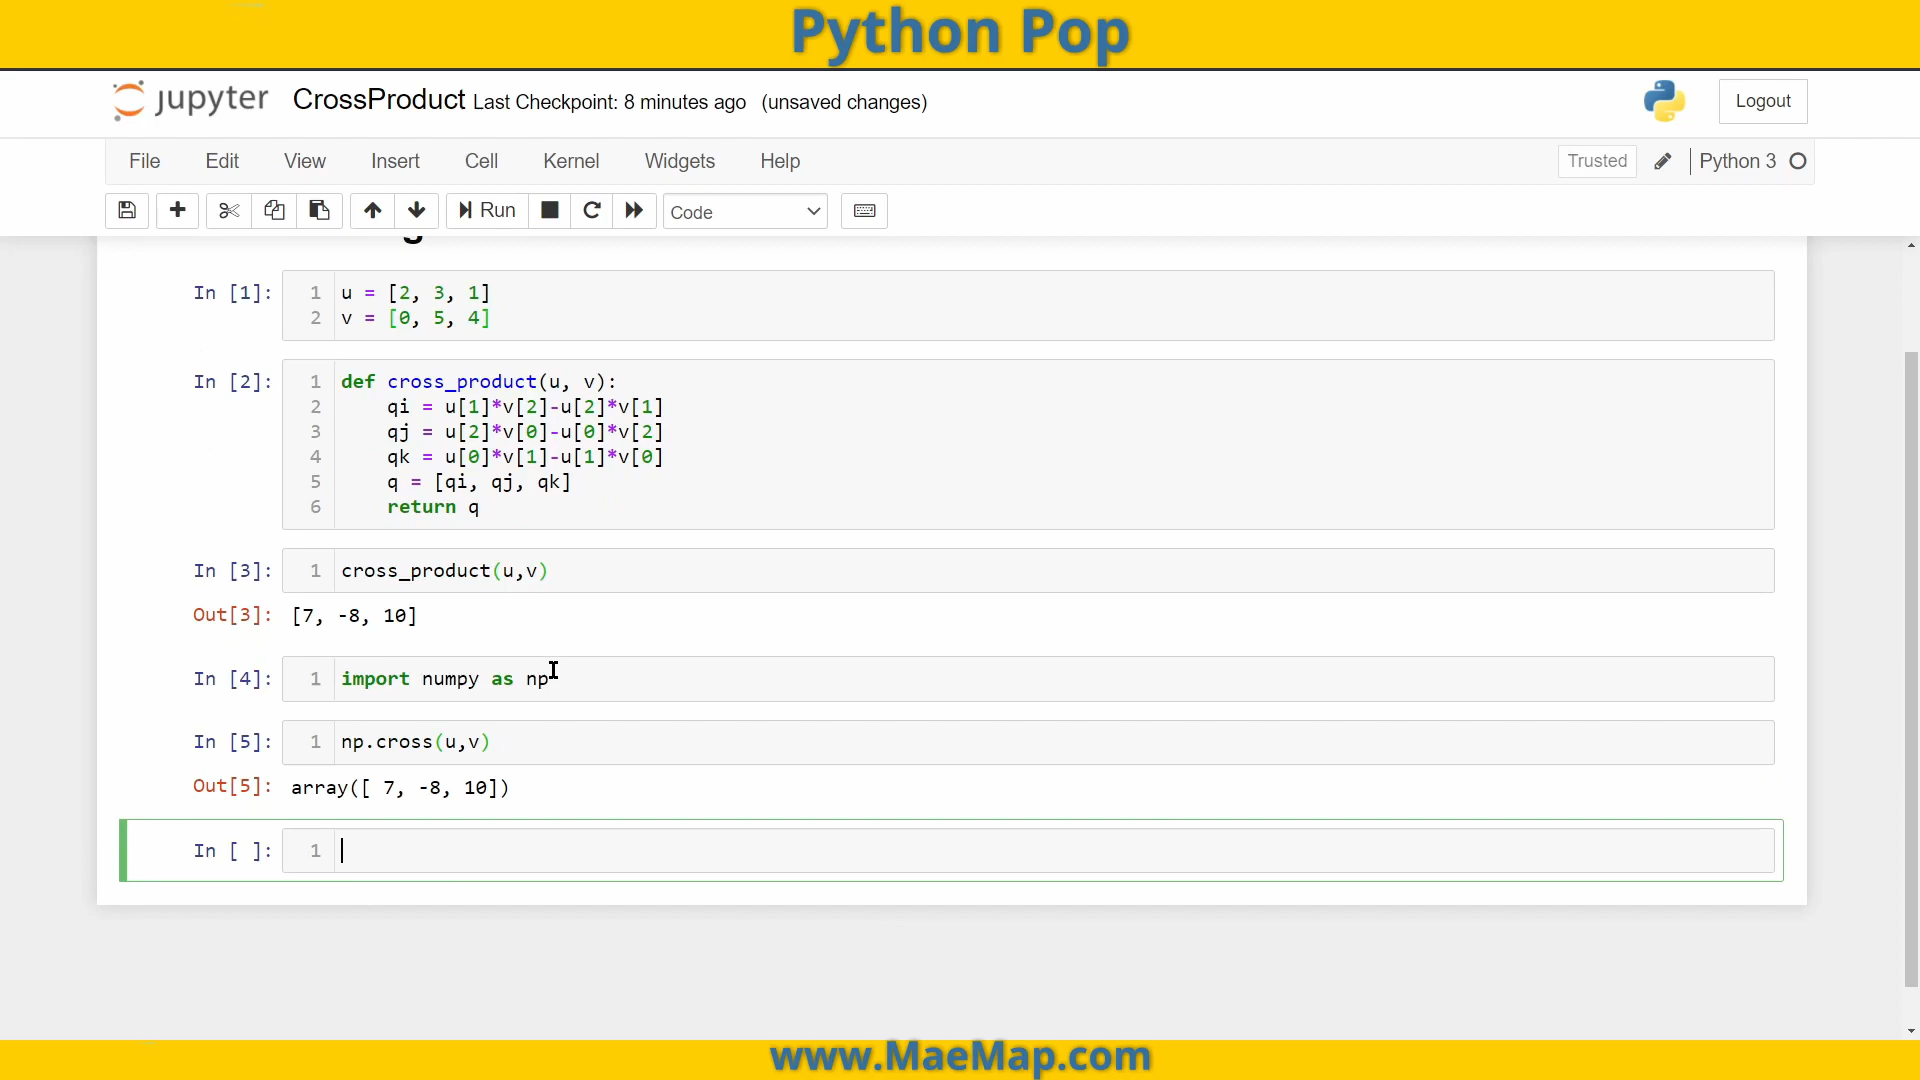 Python Pop
jupyter CrossProduct Last Checkpoint: 8 minutes ago (unsaved changes)
Logout
File Edit View Insert Cell Kernel Widgets Help
Trusted Python 3
Run Code
In [1]: 1 u = [2, 3, 1]
2 v = [0, 5, 4]
In [2]: 1 def cross_product(u, v):
2 qi = u[1]*v[2]-u[2]*v[1]
3 qj = u[2]*v[0]-u[0]*v[2]
4 qk = u[0]*v[1]-u[1]*v[0]
5 q = [qi, qj, qk]
6 return q
In [3]: 1 cross_product(u,v)
Out[3]: [7, -8, 10]
In [4]: 1 import numpy as np
In [5]: 1 np.cross(u,v)
Out[5]: array([ 7, -8, 10])
In [ ]: 1
www.MaeMap.com